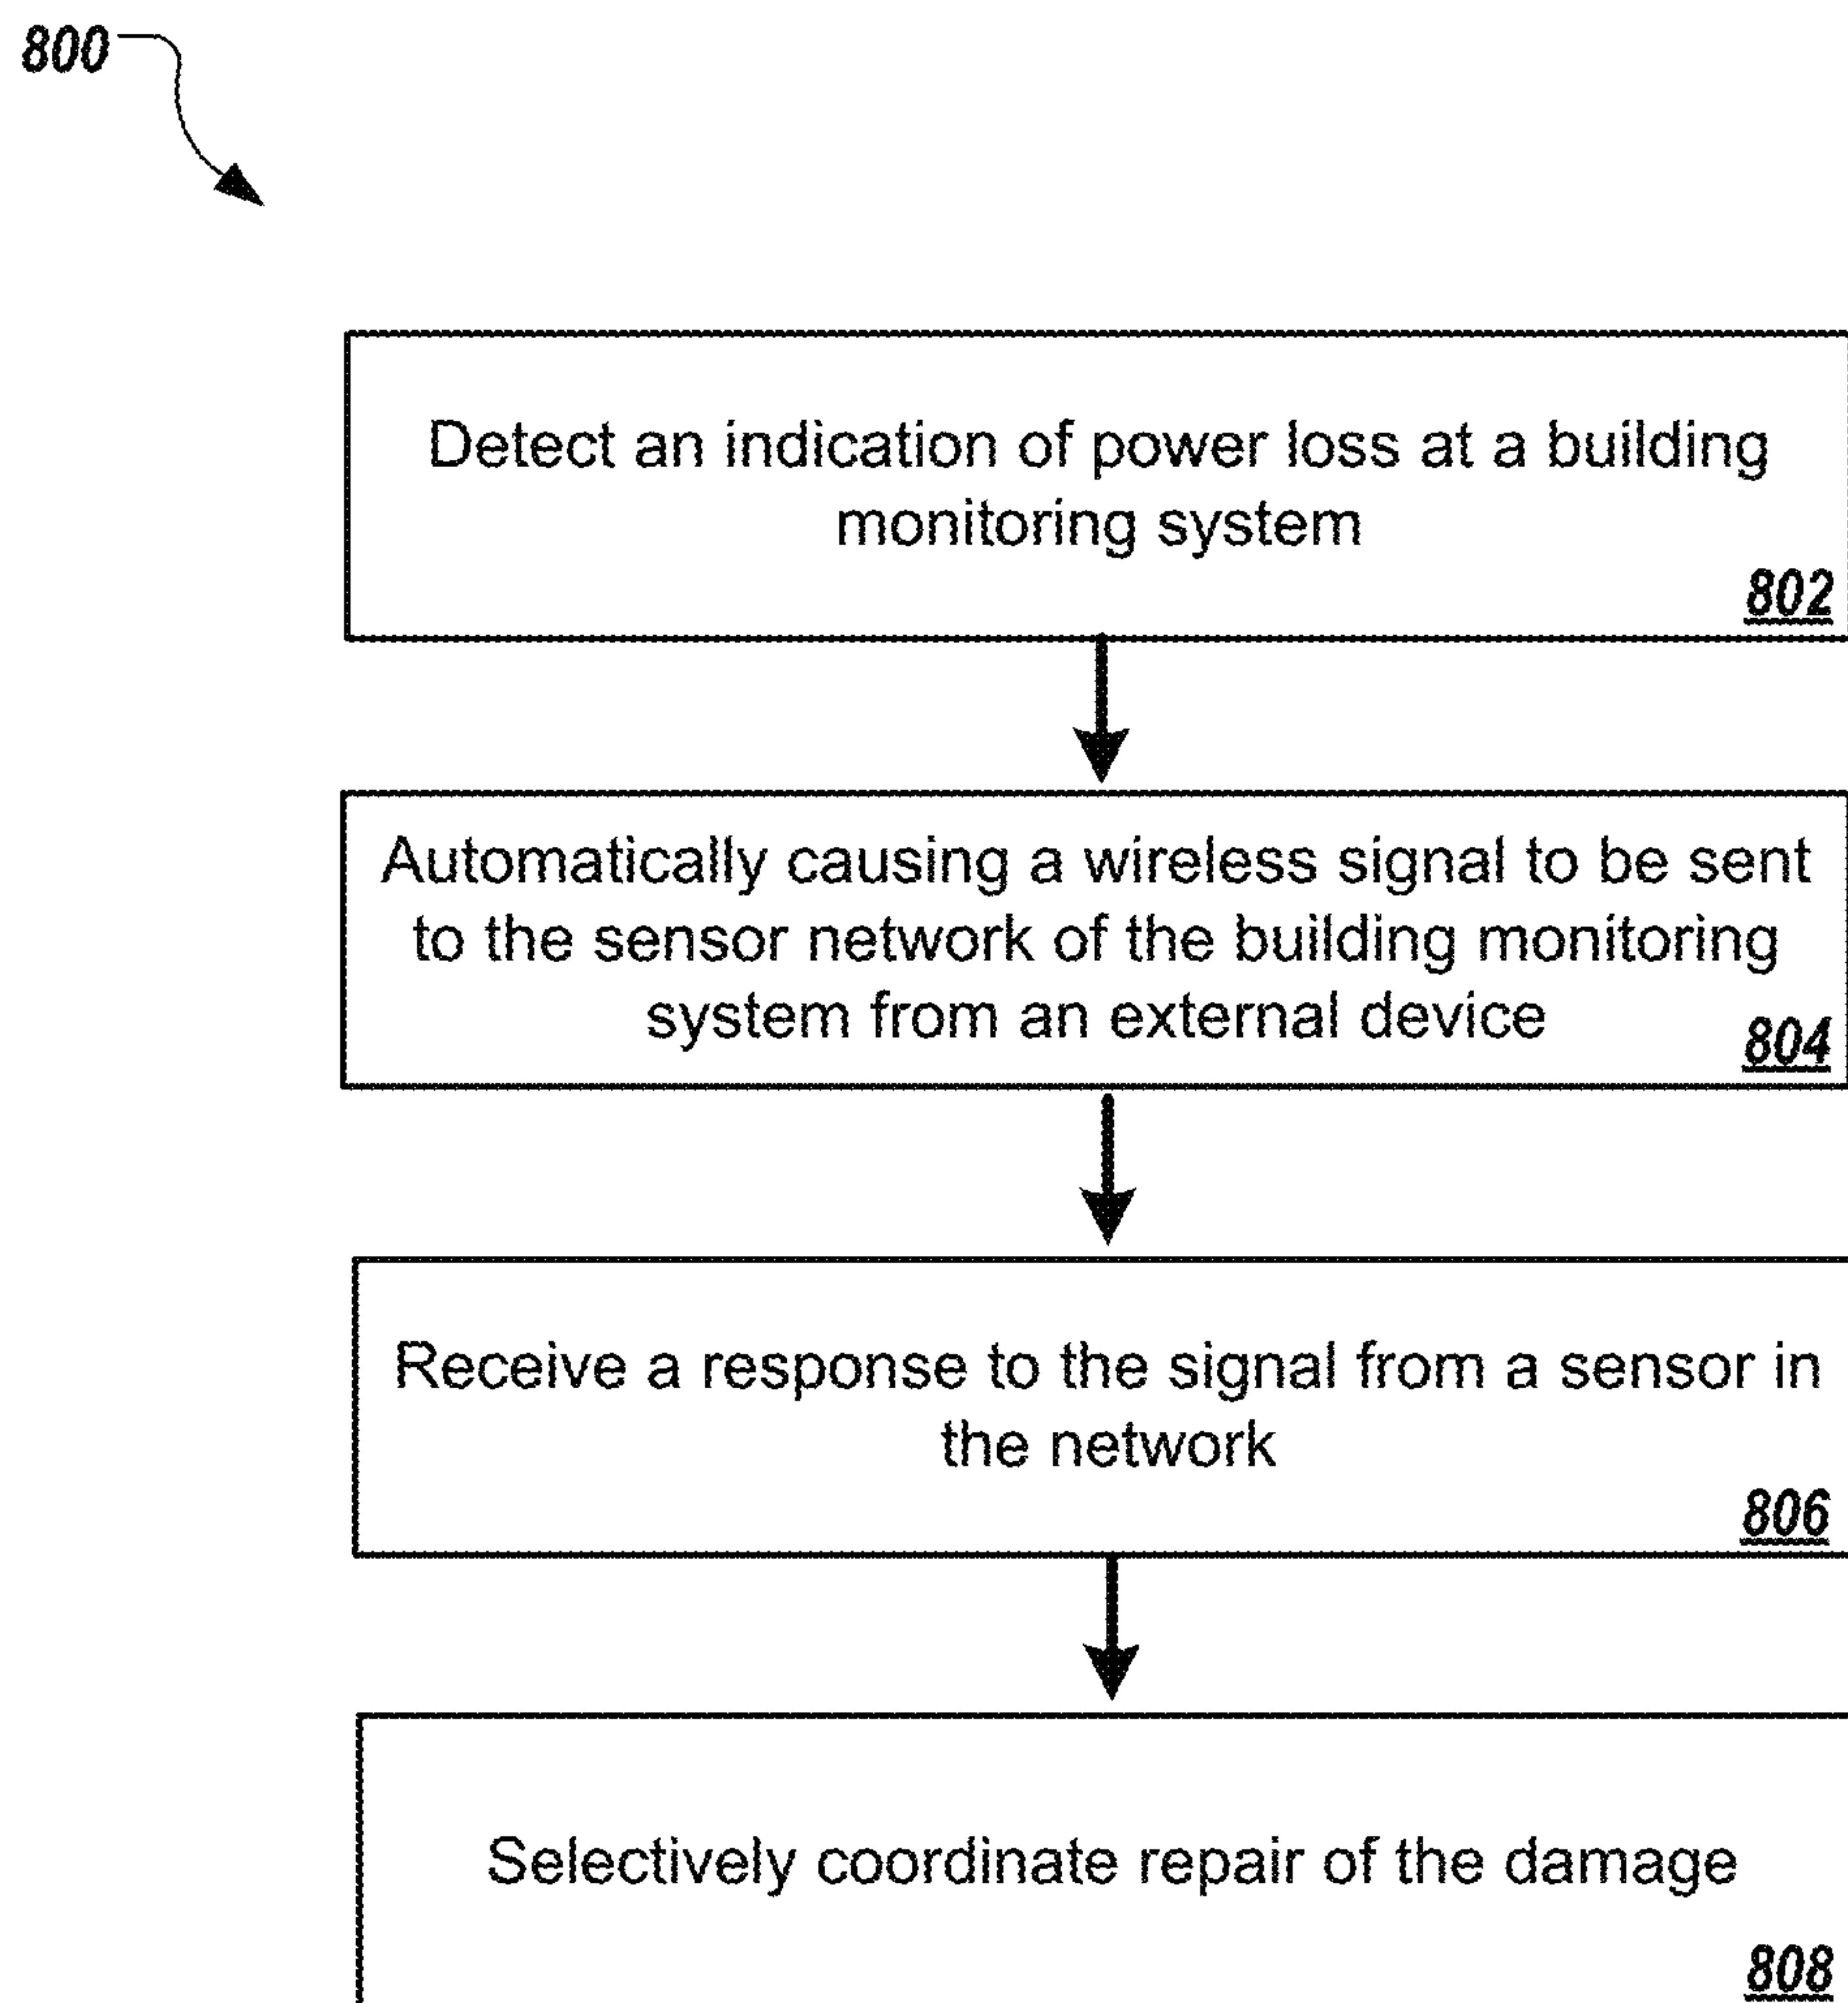 800
Detect an indication of power loss at a building
monitoring system
802
Automatically causing a wireless signal to be sent
to the sensor network of the building monitoring
system from an external device
804
Receive a response to the signal from a sensor in
the network
806
Selectively coordinate repair of the damage
808